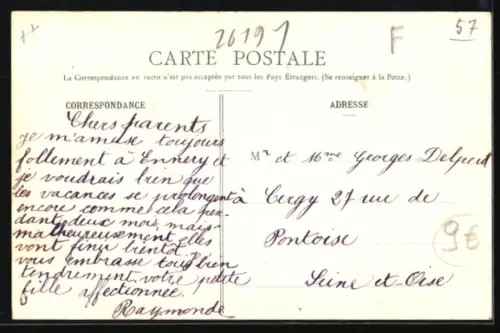 ++
26191
F
57
CARTE POSTALE
La Correspondance au recto n'est pas acceptée par tous les Pays Étrangers. (Se renseigner à la Poste.)
CORRESPONDANCE
Chers parents
je m'amuse toujours
follement à Ennery et
je voudrais bien que
les vacances se prolongent
encore comme cela pen-
dant deux mois, mais
malheureusement elles
vont finir bientôt, je
vous embrasse tous bien
tendrement votre petite
fille affectionnée.
Raymonde
ADRESSE
Mr et Mme Georges
à Cergy 27 rue de
Pontoise
Seine-et-Oise
9€